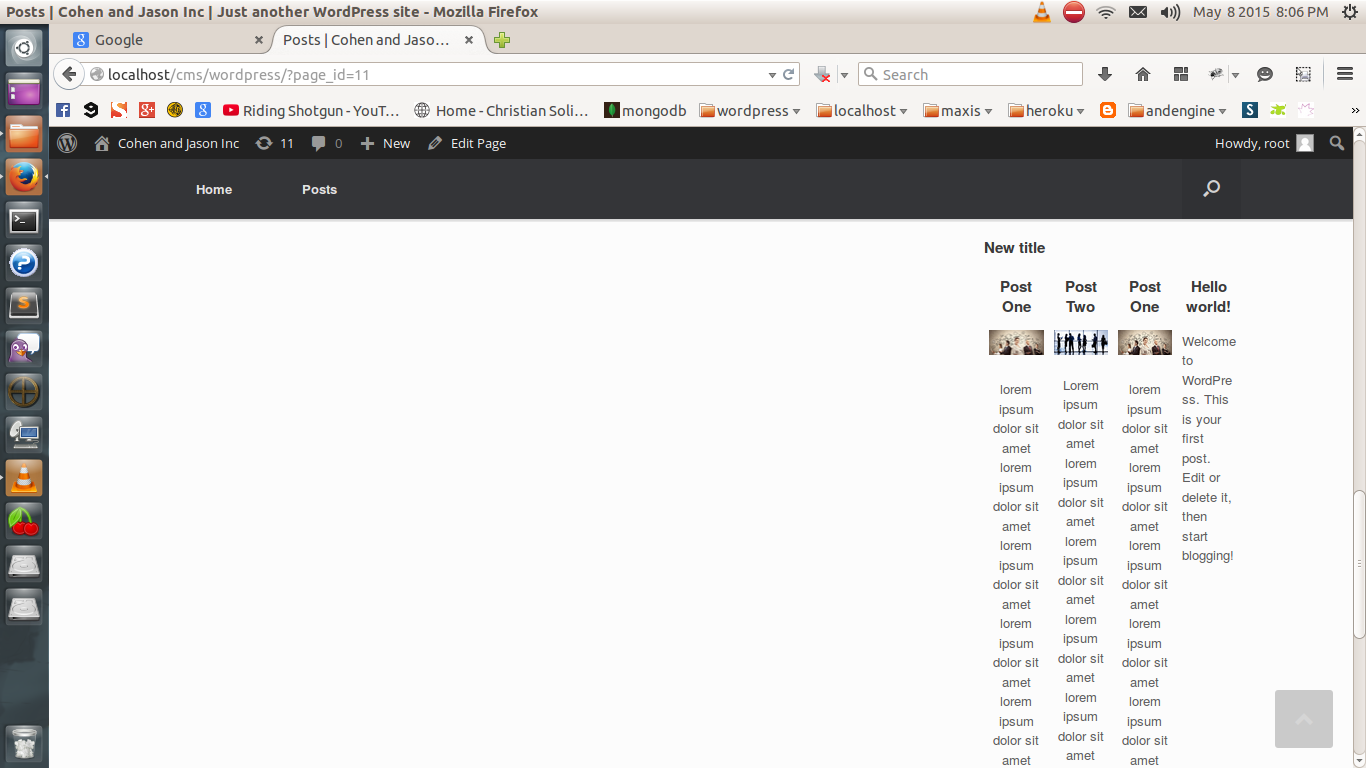 Posts | Cohen and Jason Inc | Just another WordPress site - Mozilla Firefox
May 8 2015 8:06 PM
Google
Posts | Cohen and Jaso…
localhost/cms/wordpress/?page_id=11
Search
Riding Shotgun - YouT…
Home - Christian Soli…
mongodb
wordpress
localhost
maxis
heroku
andengine
Cohen and Jason Inc
11
0
New
Edit Page
Howdy, root
Home
Posts
New title
Post
One
lorem
ipsum
dolor sit
amet
lorem
ipsum
dolor sit
amet
lorem
ipsum
dolor sit
amet
lorem
ipsum
dolor sit
amet
lorem
ipsum
dolor sit
amet
Post
Two
Lorem
ipsum
dolor sit
amet
lorem
ipsum
dolor sit
amet
lorem
ipsum
dolor sit
amet
lorem
ipsum
dolor sit
amet
lorem
ipsum
dolor sit
amet
Post
One
lorem
ipsum
dolor sit
amet
lorem
ipsum
dolor sit
amet
lorem
ipsum
dolor sit
amet
lorem
ipsum
dolor sit
amet
lorem
ipsum
dolor sit
amet
Hello
world!
Welcome
to
WordPre
ss. This
is your
first
post.
Edit or
delete it,
then
start
blogging!